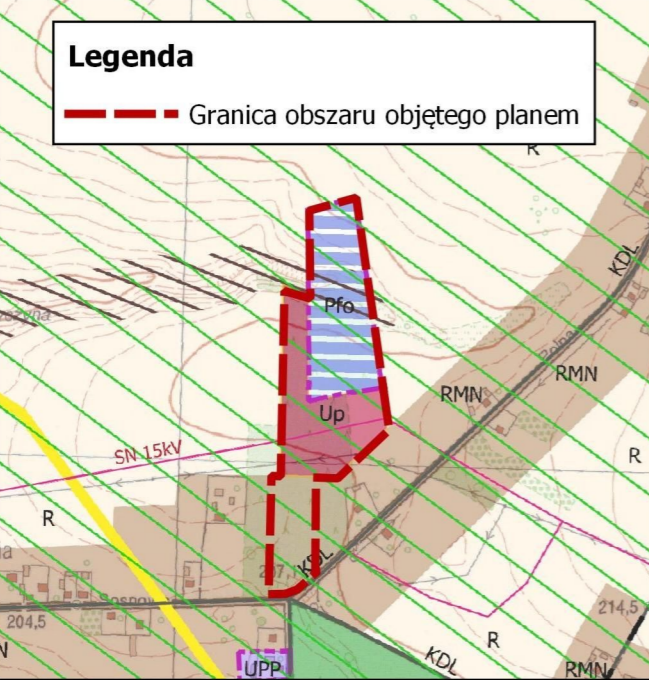 Legenda
Granica obszaru objętego planem
R
KDL
Pfo
Polna
RMN
RMN
Up
SN 15kV
R
R
KDL
204,5
214,5
R
KDL
N
UPP
RMN